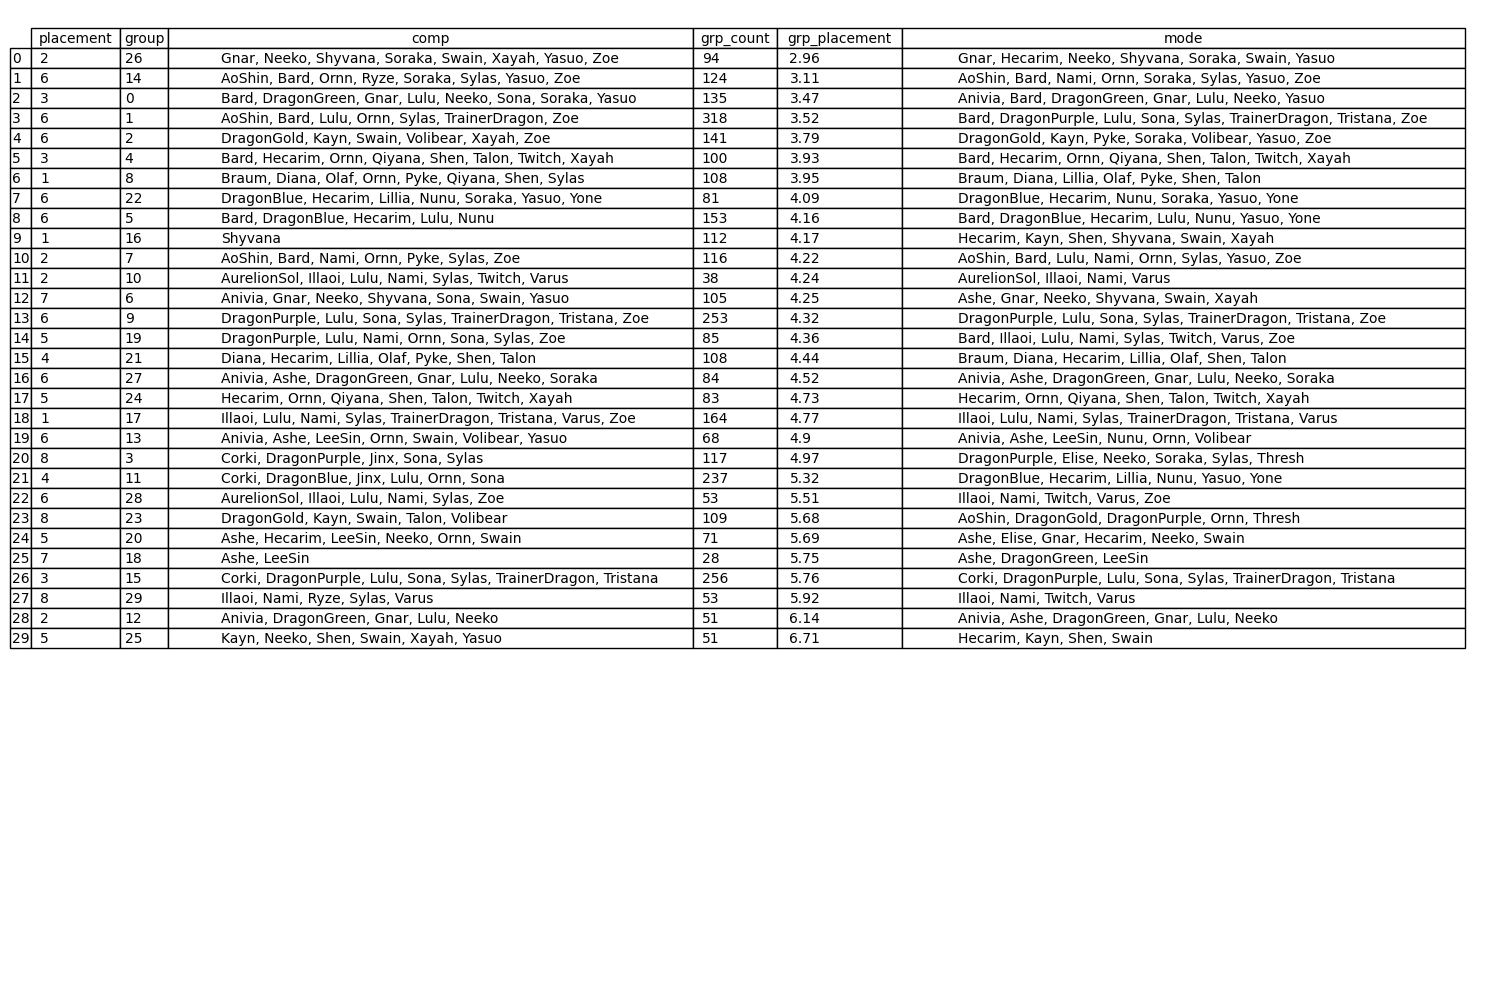 placement group comp grp_count grp_placement mode
0 2 26 Gnar, Neeko, Shyvana, Soraka, Swain, Xayah, Yasuo, Zoe 94 2.96 Gnar, Hecarim, Neeko, Shyvana, Soraka, Swain, Yasuo
1 6 14 AoShin, Bard, Ornn, Ryze, Soraka, Sylas, Yasuo, Zoe 124 3.11 AoShin, Bard, Nami, Ornn, Soraka, Sylas, Yasuo, Zoe
2 3 0 Bard, DragonGreen, Gnar, Lulu, Neeko, Sona, Soraka, Yasuo 135 3.47 Anivia, Bard, DragonGreen, Gnar, Lulu, Neeko, Yasuo
3 6 1 AoShin, Bard, Lulu, Ornn, Sylas, TrainerDragon, Zoe 318 3.52 Bard, DragonPurple, Lulu, Sona, Sylas, TrainerDragon, Tristana, Zoe
4 6 2 DragonGold, Kayn, Swain, Volibear, Xayah, Zoe 141 3.79 DragonGold, Kayn, Pyke, Soraka, Volibear, Yasuo, Zoe
5 3 4 Bard, Hecarim, Ornn, Qiyana, Shen, Talon, Twitch, Xayah 100 3.93 Bard, Hecarim, Ornn, Qiyana, Shen, Talon, Twitch, Xayah
6 1 8 Braum, Diana, Olaf, Ornn, Pyke, Qiyana, Shen, Sylas 108 3.95 Braum, Diana, Lillia, Olaf, Pyke, Shen, Talon
7 6 22 DragonBlue, Hecarim, Lillia, Nunu, Soraka, Yasuo, Yone 81 4.09 DragonBlue, Hecarim, Nunu, Soraka, Yasuo, Yone
8 6 5 Bard, DragonBlue, Hecarim, Lulu, Nunu 153 4.16 Bard, DragonBlue, Hecarim, Lulu, Nunu, Yasuo, Yone
9 1 16 Shyvana 112 4.17 Hecarim, Kayn, Shen, Shyvana, Swain, Xayah
10 2 7 AoShin, Bard, Nami, Ornn, Pyke, Sylas, Zoe 116 4.22 AoShin, Bard, Lulu, Nami, Ornn, Sylas, Yasuo, Zoe
11 2 10 AurelionSol, Illaoi, Lulu, Nami, Sylas, Twitch, Varus 38 4.24 AurelionSol, Illaoi, Nami, Varus
12 7 6 Anivia, Gnar, Neeko, Shyvana, Sona, Swain, Yasuo 105 4.25 Ashe, Gnar, Neeko, Shyvana, Swain, Xayah
13 6 9 DragonPurple, Lulu, Sona, Sylas, TrainerDragon, Tristana, Zoe 253 4.32 DragonPurple, Lulu, Sona, Sylas, TrainerDragon, Tristana, Zoe
14 5 19 DragonPurple, Lulu, Nami, Ornn, Sona, Sylas, Zoe 85 4.36 Bard, Illaoi, Lulu, Nami, Sylas, Twitch, Varus, Zoe
15 4 21 Diana, Hecarim, Lillia, Olaf, Pyke, Shen, Talon 108 4.44 Braum, Diana, Hecarim, Lillia, Olaf, Shen, Talon
16 6 27 Anivia, Ashe, DragonGreen, Gnar, Lulu, Neeko, Soraka 84 4.52 Anivia, Ashe, DragonGreen, Gnar, Lulu, Neeko, Soraka
17 5 24 Hecarim, Ornn, Qiyana, Shen, Talon, Twitch, Xayah 83 4.73 Hecarim, Ornn, Qiyana, Shen, Talon, Twitch, Xayah
18 1 17 Illaoi, Lulu, Nami, Sylas, TrainerDragon, Tristana, Varus, Zoe 164 4.77 Illaoi, Lulu, Nami, Sylas, TrainerDragon, Tristana, Varus
19 6 13 Anivia, Ashe, LeeSin, Ornn, Swain, Volibear, Yasuo 68 4.9 Anivia, Ashe, LeeSin, Nunu, Ornn, Volibear
20 8 3 Corki, DragonPurple, Jinx, Sona, Sylas 117 4.97 DragonPurple, Elise, Neeko, Soraka, Sylas, Thresh
21 4 11 Corki, DragonBlue, Jinx, Lulu, Ornn, Sona 237 5.32 DragonBlue, Hecarim, Lillia, Nunu, Yasuo, Yone
22 6 28 AurelionSol, Illaoi, Lulu, Nami, Sylas, Zoe 53 5.51 Illaoi, Nami, Twitch, Varus, Zoe
23 8 23 DragonGold, Kayn, Swain, Talon, Volibear 109 5.68 AoShin, DragonGold, DragonPurple, Ornn, Thresh
24 5 20 Ashe, Hecarim, LeeSin, Neeko, Ornn, Swain 71 5.69 Ashe, Elise, Gnar, Hecarim, Neeko, Swain
25 7 18 Ashe, LeeSin 28 5.75 Ashe, DragonGreen, LeeSin
26 3 15 Corki, DragonPurple, Lulu, Sona, Sylas, TrainerDragon, Tristana 256 5.76 Corki, DragonPurple, Lulu, Sona, Sylas, TrainerDragon, Tristana
27 8 29 Illaoi, Nami, Ryze, Sylas, Varus 53 5.92 Illaoi, Nami, Twitch, Varus
28 2 12 Anivia, DragonGreen, Gnar, Lulu, Neeko 51 6.14 Anivia, Ashe, DragonGreen, Gnar, Lulu, Neeko
29 5 25 Kayn, Neeko, Shen, Swain, Xayah, Yasuo 51 6.71 Hecarim, Kayn, Shen, Swain